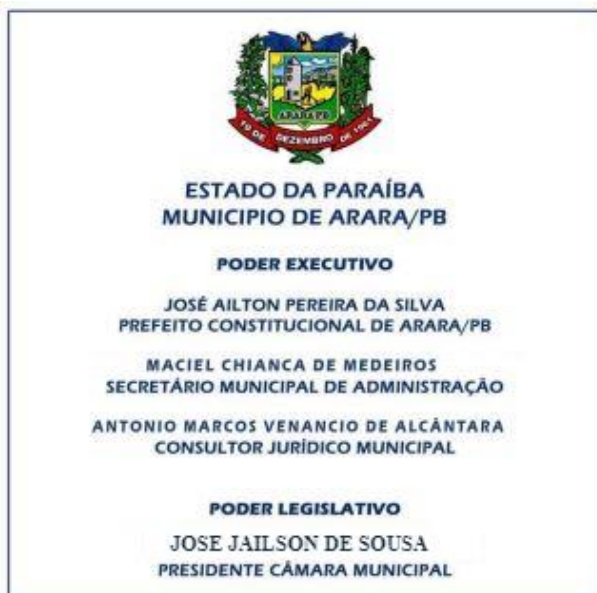 ARARA/PB
19 DE DEZEMBRO DE 1961
ESTADO DA PARAÍBA
MUNICIPIO DE ARARA/PB
PODER EXECUTIVO
JOSÉ AILTON PEREIRA DA SILVA
PREFEITO CONSTITUCIONAL DE ARARA/PB
MACIEL CHIANCA DE MEDEIROS
SECRETÁRIO MUNICIPAL DE ADMINISTRAÇÃO
ANTONIO MARCOS VENANCIO DE ALCÂNTARA
CONSULTOR JURÍDICO MUNICIPAL
PODER LEGISLATIVO
JOSE JAILSON DE SOUSA
PRESIDENTE CÂMARA MUNICIPAL